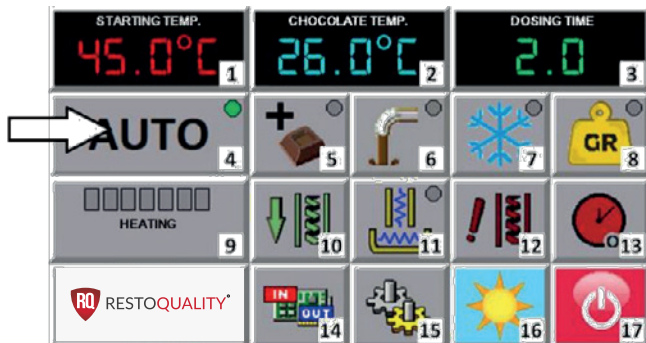 STARTING TEMP.
45.0°C
1
CHOCOLATE TEMP.
26.0°C
2
DOSING TIME
2.0
3
AUTO
4
5
6
7
GR
8
HEATING
9
10
11
12
13
RQ RESTOQUALITY
IN
OUT
14
15
16
17